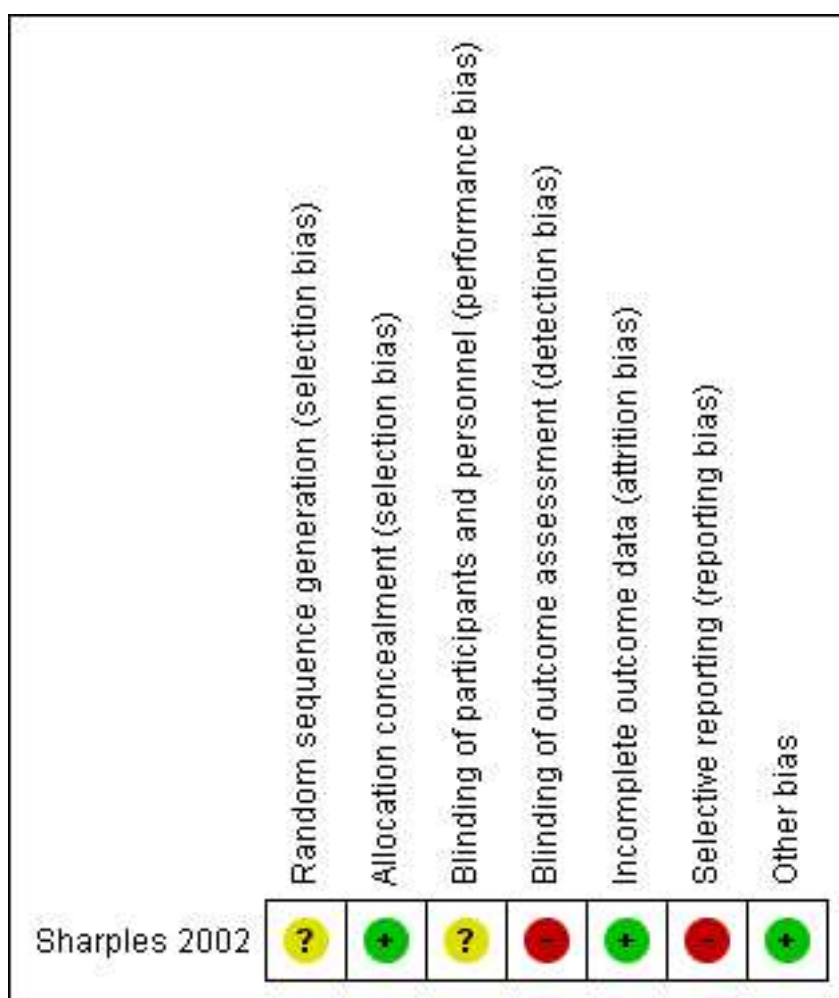 Random sequence generation (selection bias)
Allocation concealment (selection bias)
Blinding of participants and personnel (performance bias)
Blinding of outcome assessment (detection bias)
Incomplete outcome data (attrition bias)
Selective reporting (reporting bias)
Other bias
Sharples 2002 ? + ? - + - +